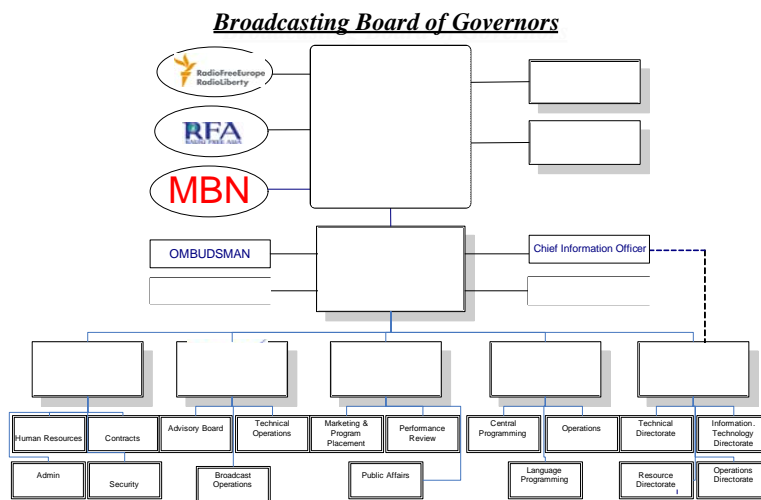 Broadcasting Board of Governors
RadioFreeEurope
RadioLiberty
RFA
RADIO FREE ASIA
MBN
OMBUDSMAN
Chief Information Officer
Human Resources
Contracts
Advisory Board
Technical
Operations
Marketing &
Program
Placement
Performance
Review
Central
Programming
Operations
Technical
Directorate
Information.
Technology
Directorate
Admin
Security
Broadcast
Operations
Public Affairs
Language
Programming
Resource
Directorate
Operations
Directorate